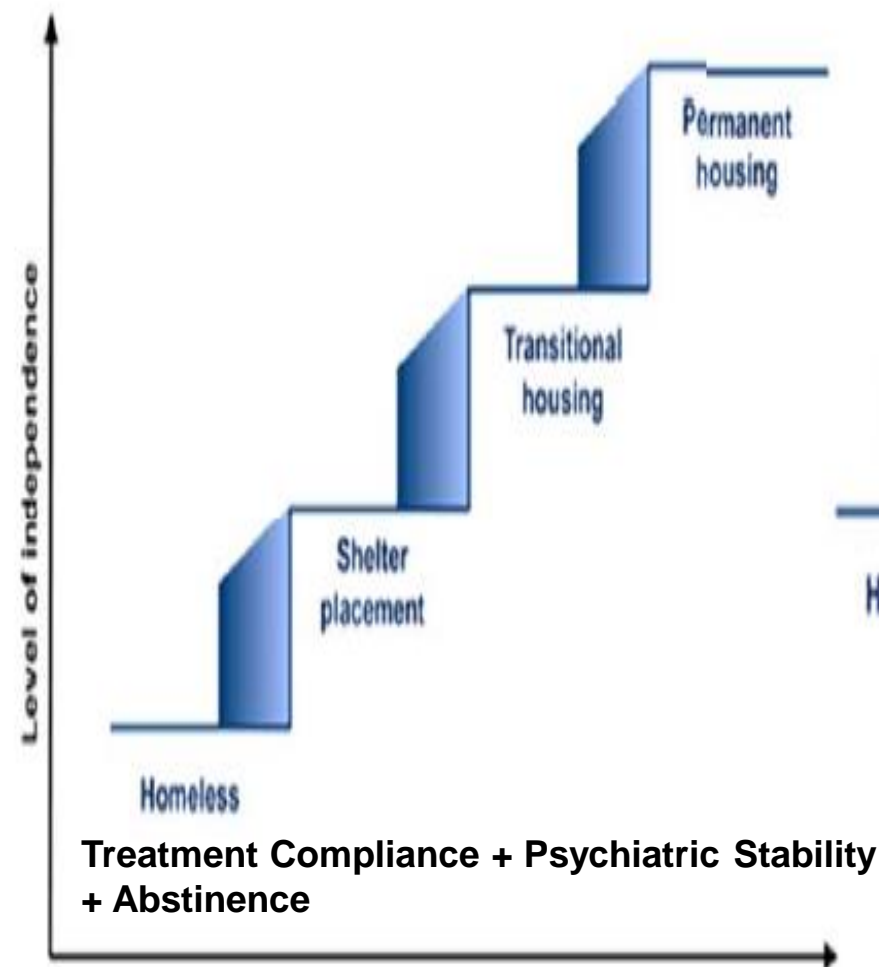 Level of independence
Permanent
housing
Transitional
housing
Shelter
placement
H
Homeless
Treatment Compliance + Psychiatric Stability
+ Abstinence